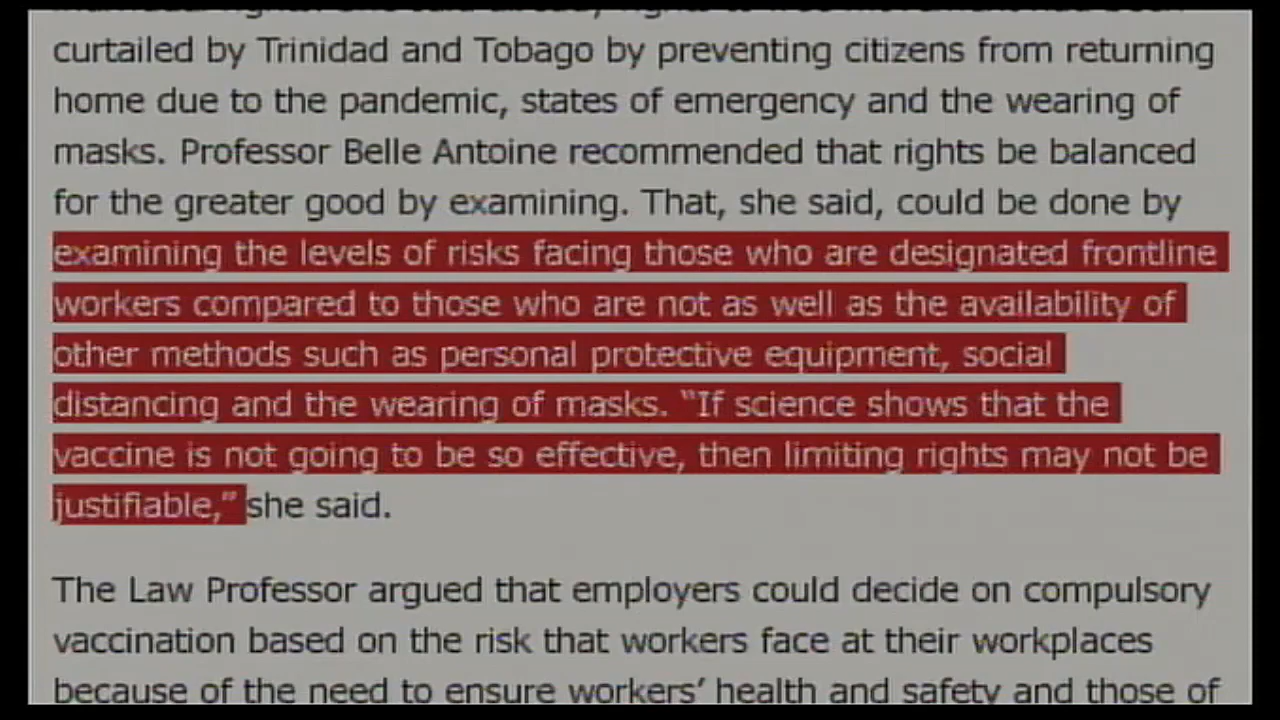 curtailed by Trinidad and Tobago by preventing citizens from returning
home due to the pandemic, states of emergency and the wearing of
masks. Professor Belle Antoine recommended that rights be balanced
for the greater good by examining. That, she said, could be done by
examining the levels of risks facing those who are designated frontline
workers compared to those who are not as well as the availability of
other methods such as personal protective equipment, social
distancing and the wearing of masks. “If science shows that the
vaccine is not going to be so effective, then limiting rights may not be
justifiable,” she said.
The Law Professor argued that employers could decide on compulsory
vaccination based on the risk that workers face at their workplaces
because of the need to ensure workers’ health and safety and those of